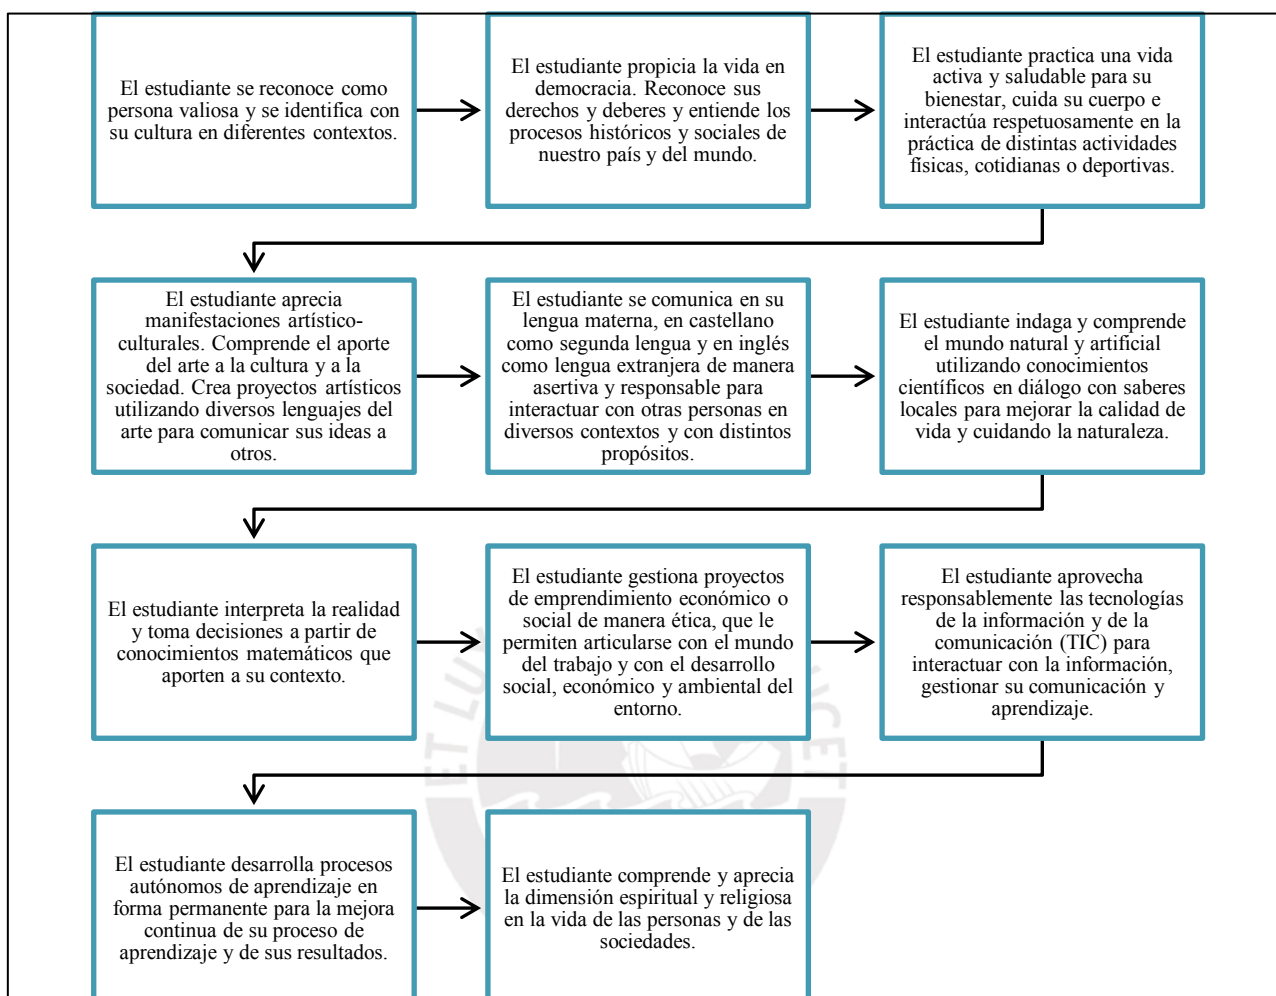 El estudiante se reconoce como
persona valiosa y se identifica con
su cultura en diferentes contextos.
El estudiante propicia la vida en
democracia. Reconoce sus
derechos y deberes y entiende los
procesos históricos y sociales de
nuestro país y del mundo.
El estudiante practica una vida
activa y saludable para su
bienestar, cuida su cuerpo e
interactúa respetuosamente en la
práctica de distintas actividades
físicas, cotidianas o deportivas.
El estudiante aprecia
manifestaciones artístico-
culturales. Comprende el aporte
del arte a la cultura y a la
sociedad. Crea proyectos artísticos
utilizando diversos lenguajes del
arte para comunicar sus ideas a
otros.
El estudiante se comunica en su
lengua materna, en castellano
como segunda lengua y en inglés
como lengua extranjera de manera
asertiva y responsable para
interactuar con otras personas en
diversos contextos y con distintos
propósitos.
El estudiante indaga y comprende
el mundo natural y artificial
utilizando conocimientos
científicos en diálogo con saberes
locales para mejorar la calidad de
vida y cuidando la naturaleza.
El estudiante interpreta la realidad
y toma decisiones a partir de
conocimientos matemáticos que
aporten a su contexto.
El estudiante gestiona proyectos
de emprendimiento económico o
social de manera ética, que le
permiten articularse con el mundo
del trabajo y con el desarrollo
social, económico y ambiental del
entorno.
El estudiante aprovecha
responsablemente las tecnologías
de la información y de la
comunicación (TIC) para
interactuar con la información,
gestionar su comunicación y
aprendizaje.
El estudiante desarrolla procesos
autónomos de aprendizaje en
forma permanente para la mejora
continua de su proceso de
aprendizaje y de sus resultados.
El estudiante comprende y aprecia
la dimensión espiritual y religiosa
en la vida de las personas y de las
sociedades.
ET LU